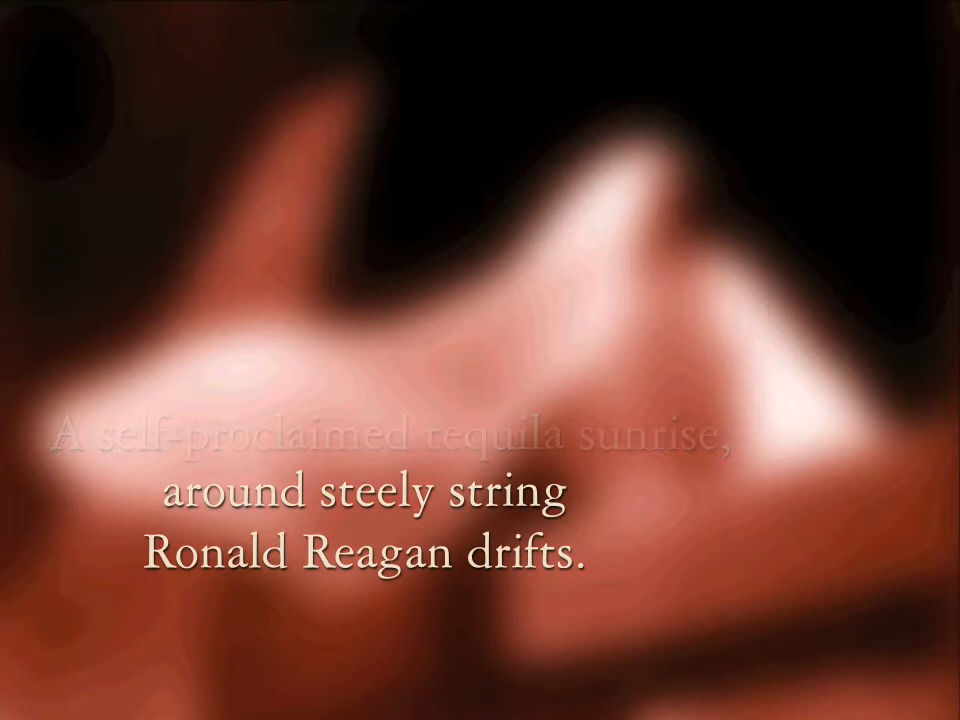 A self-proclaimed tequila sunrise,
around steely string
Ronald Reagan drifts.